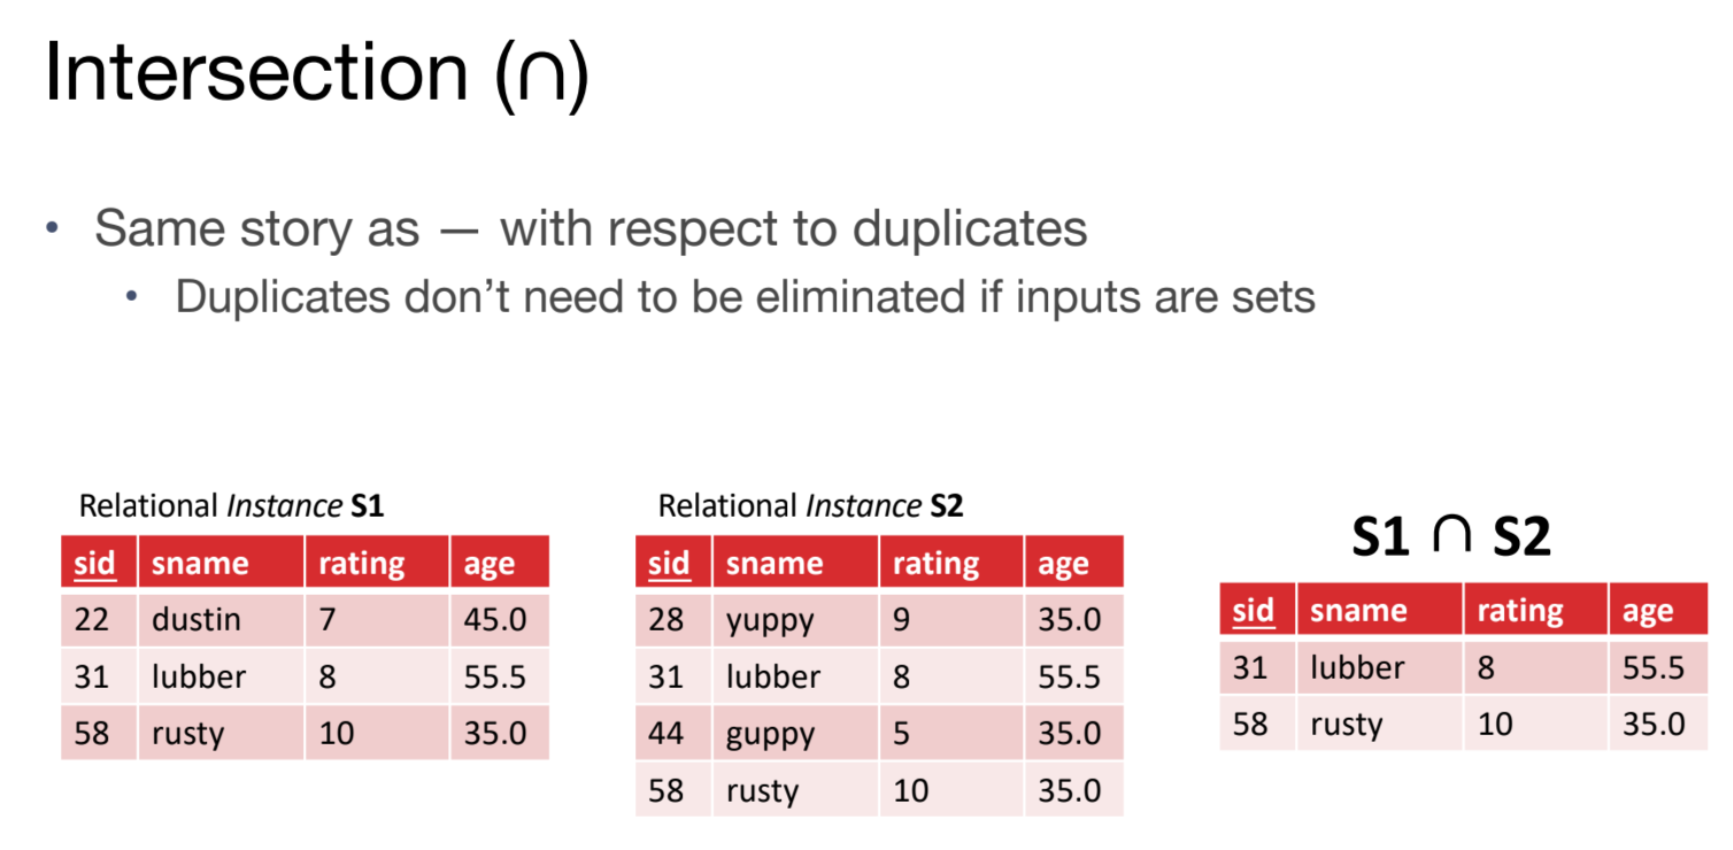 Intersection (∩)
• Same story as — with respect to duplicates
• Duplicates don’t need to be eliminated if inputs are sets
Relational Instance S1
sid sname rating age
22 dustin 7 45.0
31 lubber 8 55.5
58 rusty 10 35.0
Relational Instance S2
sid sname rating age
28 yuppy 9 35.0
31 lubber 8 55.5
44 guppy 5 35.0
58 rusty 10 35.0
S1 ∩ S2
sid sname rating age
31 lubber 8 55.5
58 rusty 10 35.0